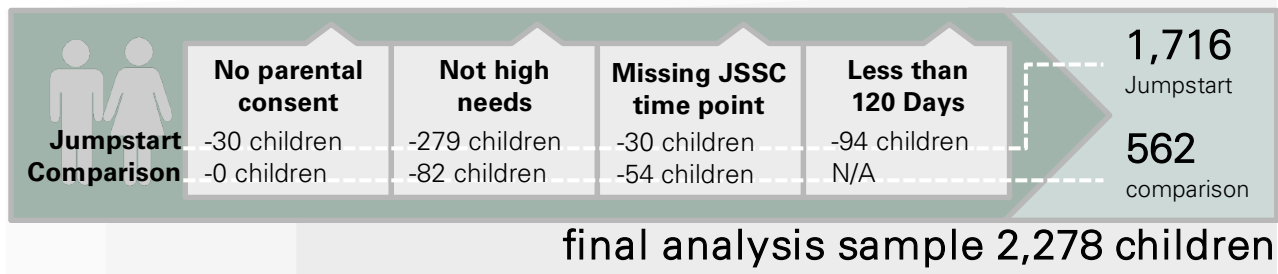 No parental consent
Not high needs
Missing JSSC time point
Less than 120 Days
Jumpstart -30 children -279 children -30 children -94 children
Comparison -0 children -82 children -54 children N/A
1,716
Jumpstart
562
comparison
final analysis sample 2,278 children